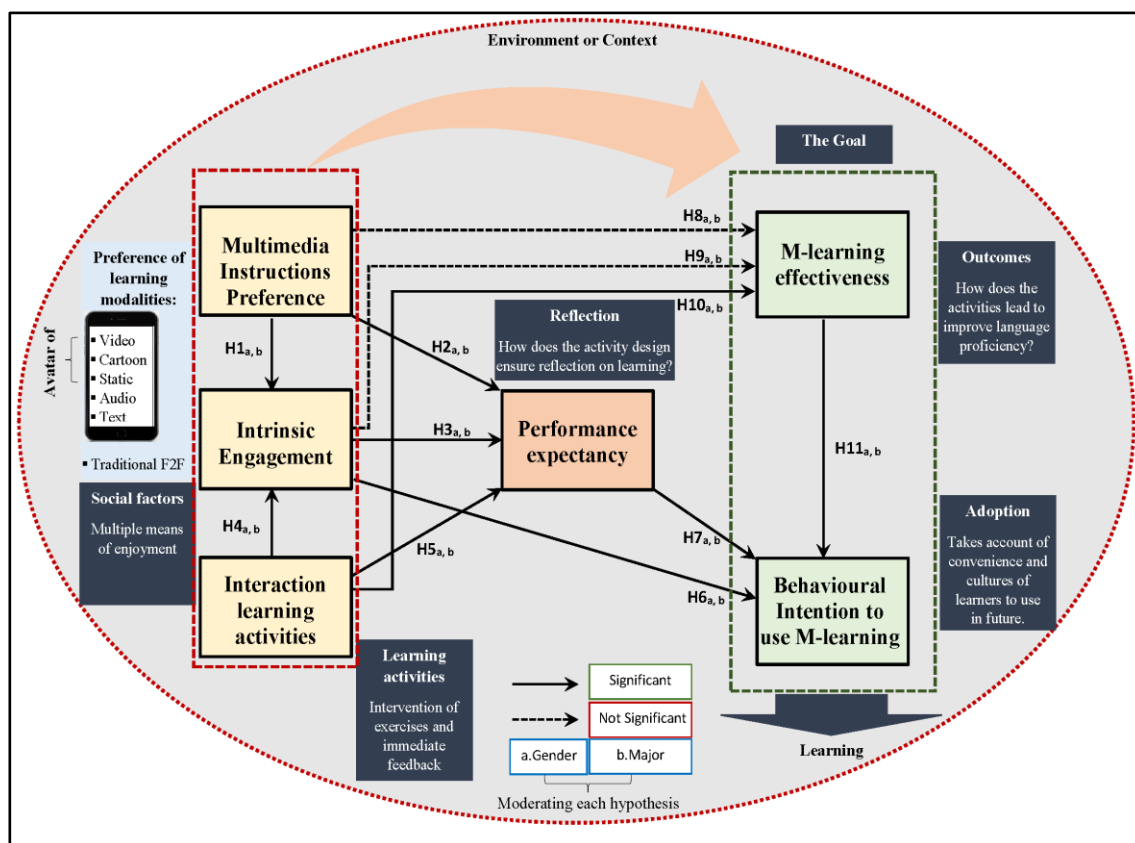 Environment or Context
The Goal
Multimedia
Instructions
Preference
H8a, b
M-learning
effectiveness
Preference of
learning
modalities:
Avatar of
▪ Video
▪ Cartoon
▪ Static
▪ Audio
▪ Text
▪ Traditional F2F
H9a, b
H10a, b
Outcomes
How does the
activities lead to
improve language
proficiency?
Reflection
How does the activity design
ensure reflection on learning?
H1a, b
H2a, b
Intrinsic
Engagement
H3a, b
Performance
expectancy
H11a, b
Social factors
Multiple means
of enjoyment
H4a, b
H5a, b
H7a, b
H6a, b
Adoption
Takes account of
convenience and
cultures of
learners to use
in future.
Interaction
learning
activities
Behavioural
Intention to
use M-learning
Learning
activities
Intervention of
exercises and
immediate
feedback
Significant
Not Significant
a.Gender
b.Major
Moderating each hypothesis
Learning